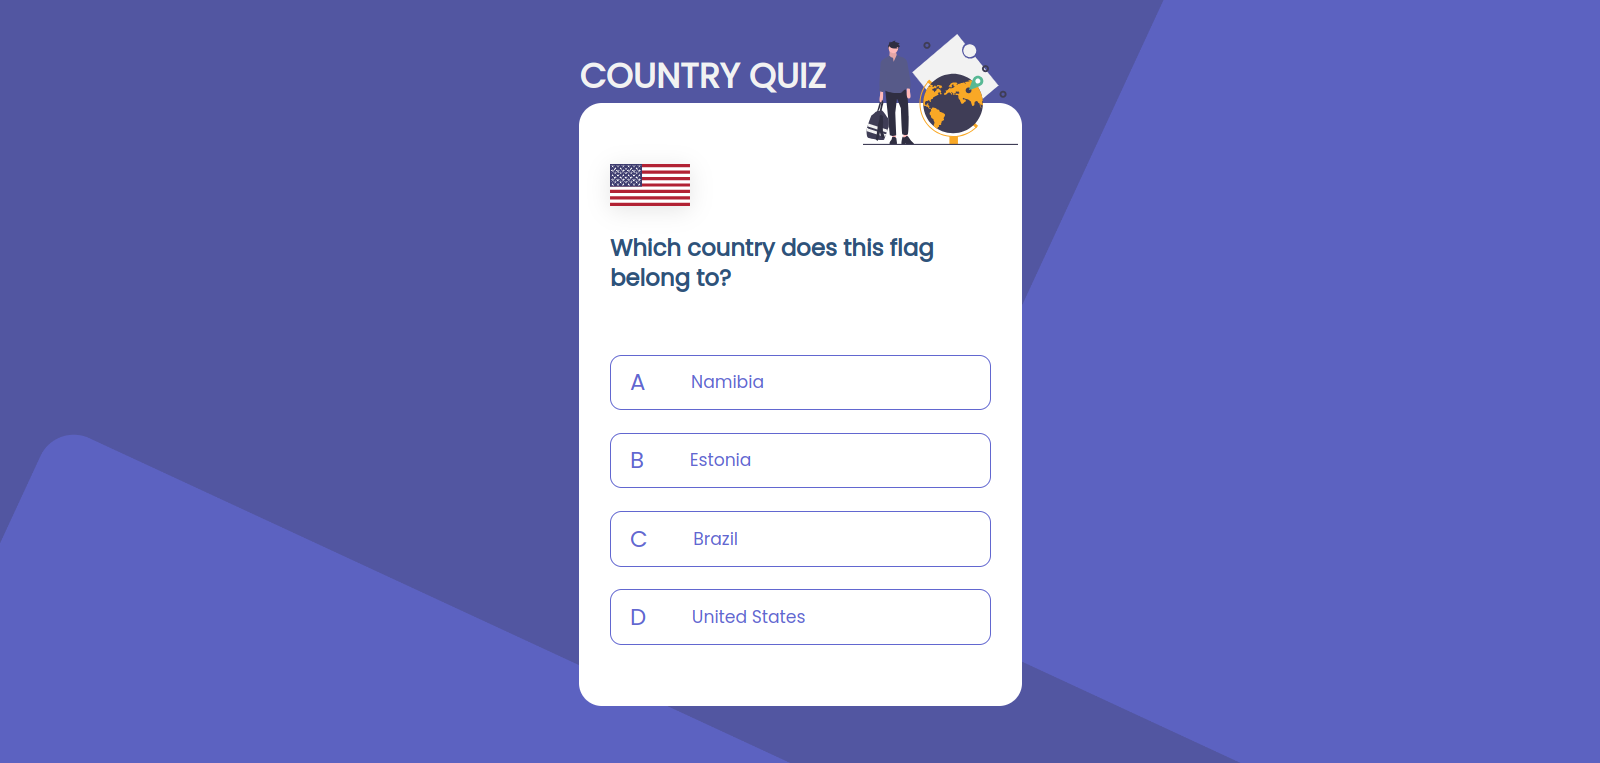 COUNTRY QUIZ
Which country does this flag
belong to?
A Namibia
B Estonia
C Brazil
D United States